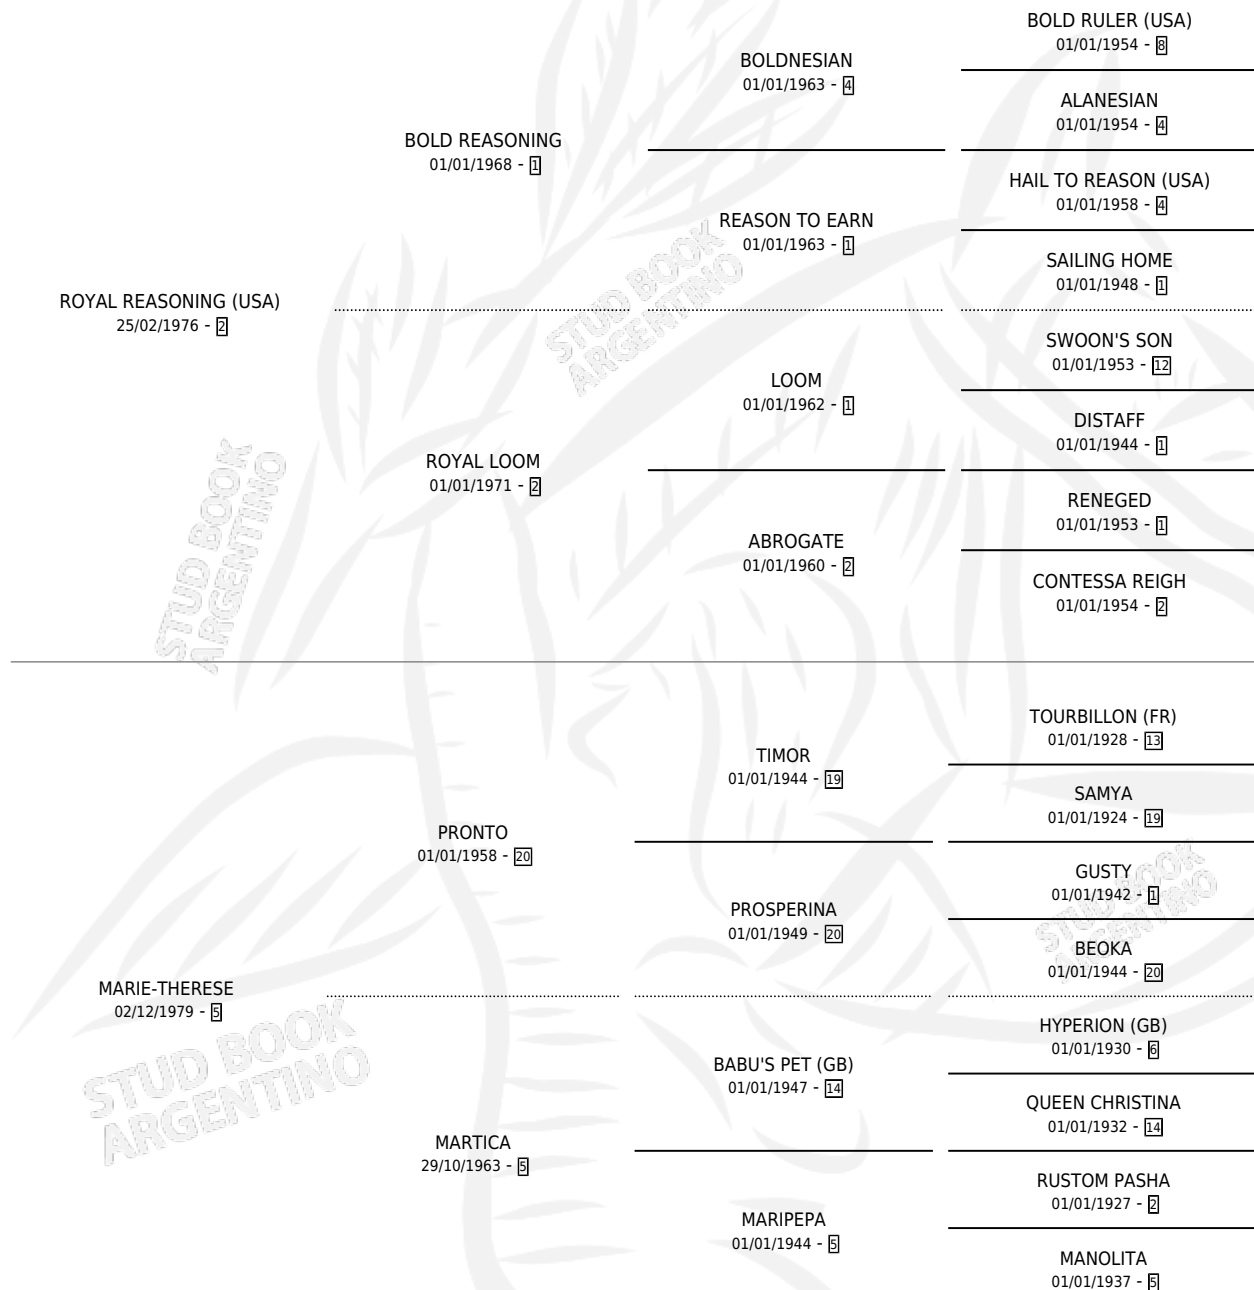 BOLD RULER (USA)
01/01/1954 - 8
BOLDNESIAN
01/01/1963 - 4
ALANESIAN
01/01/1954 - 4
BOLD REASONING
01/01/1968 - 1
HAIL TO REASON (USA)
01/01/1958 - 4
REASON TO EARN
01/01/1963 - 1
SAILING HOME
01/01/1948 - 1
ROYAL REASONING (USA)
25/02/1976 - 2
SWOON'S SON
01/01/1953 - 12
LOOM
01/01/1962 - 1
DISTAFF
01/01/1944 - 1
ROYAL LOOM
01/01/1971 - 2
RENEGED
01/01/1953 - 1
ABROGATE
01/01/1960 - 2
CONTESSA REIGH
01/01/1954 - 2
TOURBILLON (FR)
01/01/1928 - 13
TIMOR
01/01/1944 - 19
SAMYA
01/01/1924 - 19
PRONTO
01/01/1958 - 20
GUSTY
01/01/1942 - 1
PROSPERINA
01/01/1949 - 20
BEOKA
01/01/1944 - 20
MARIE-THERESE
02/12/1979 - 5
HYPERION (GB)
01/01/1930 - 6
BABU'S PET (GB)
01/01/1947 - 14
QUEEN CHRISTINA
01/01/1932 - 14
MARTICA
29/10/1963 - 5
RUSTOM PASHA
01/01/1927 - 2
MARIPEPA
01/01/1944 - 5
MANOLITA
01/01/1937 - 5
STUD BOOK
ARGENTINO
STUD BOOK
ARGENTINO
STUD BOOK
ARGENTINO
STUD BOOK
ARGENTINO